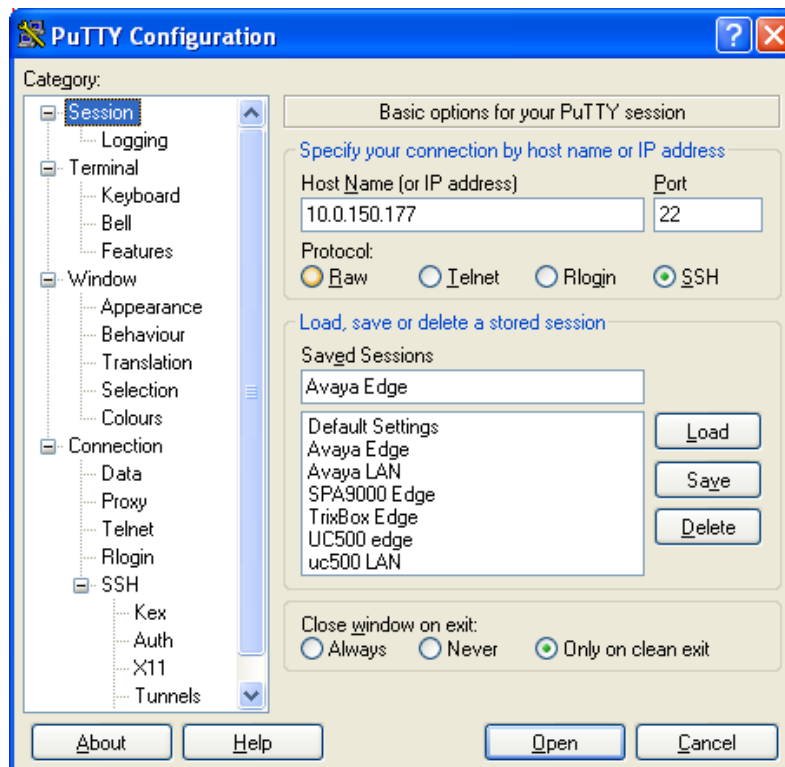 PuTTY Configuration
Category:
Session
Logging
Terminal
Keyboard
Bell
Features
Window
Appearance
Behaviour
Translation
Selection
Colours
Connection
Data
Proxy
Telnet
Rlogin
SSH
Kex
Auth
X11
Tunnels
Basic options for your PuTTY session
Specify your connection by host name or IP address
Host Name (or IP address) Port
10.0.150.177 22
Protocol:
Raw Telnet Rlogin SSH
Load, save or delete a stored session
Saved Sessions
Avaya Edge
Default Settings
Avaya Edge
Avaya LAN
SPA9000 Edge
TrixBox Edge
UC500 edge
uc500 LAN
Load
Save
Delete
Close window on exit:
Always Never Only on clean exit
About Help Open Cancel